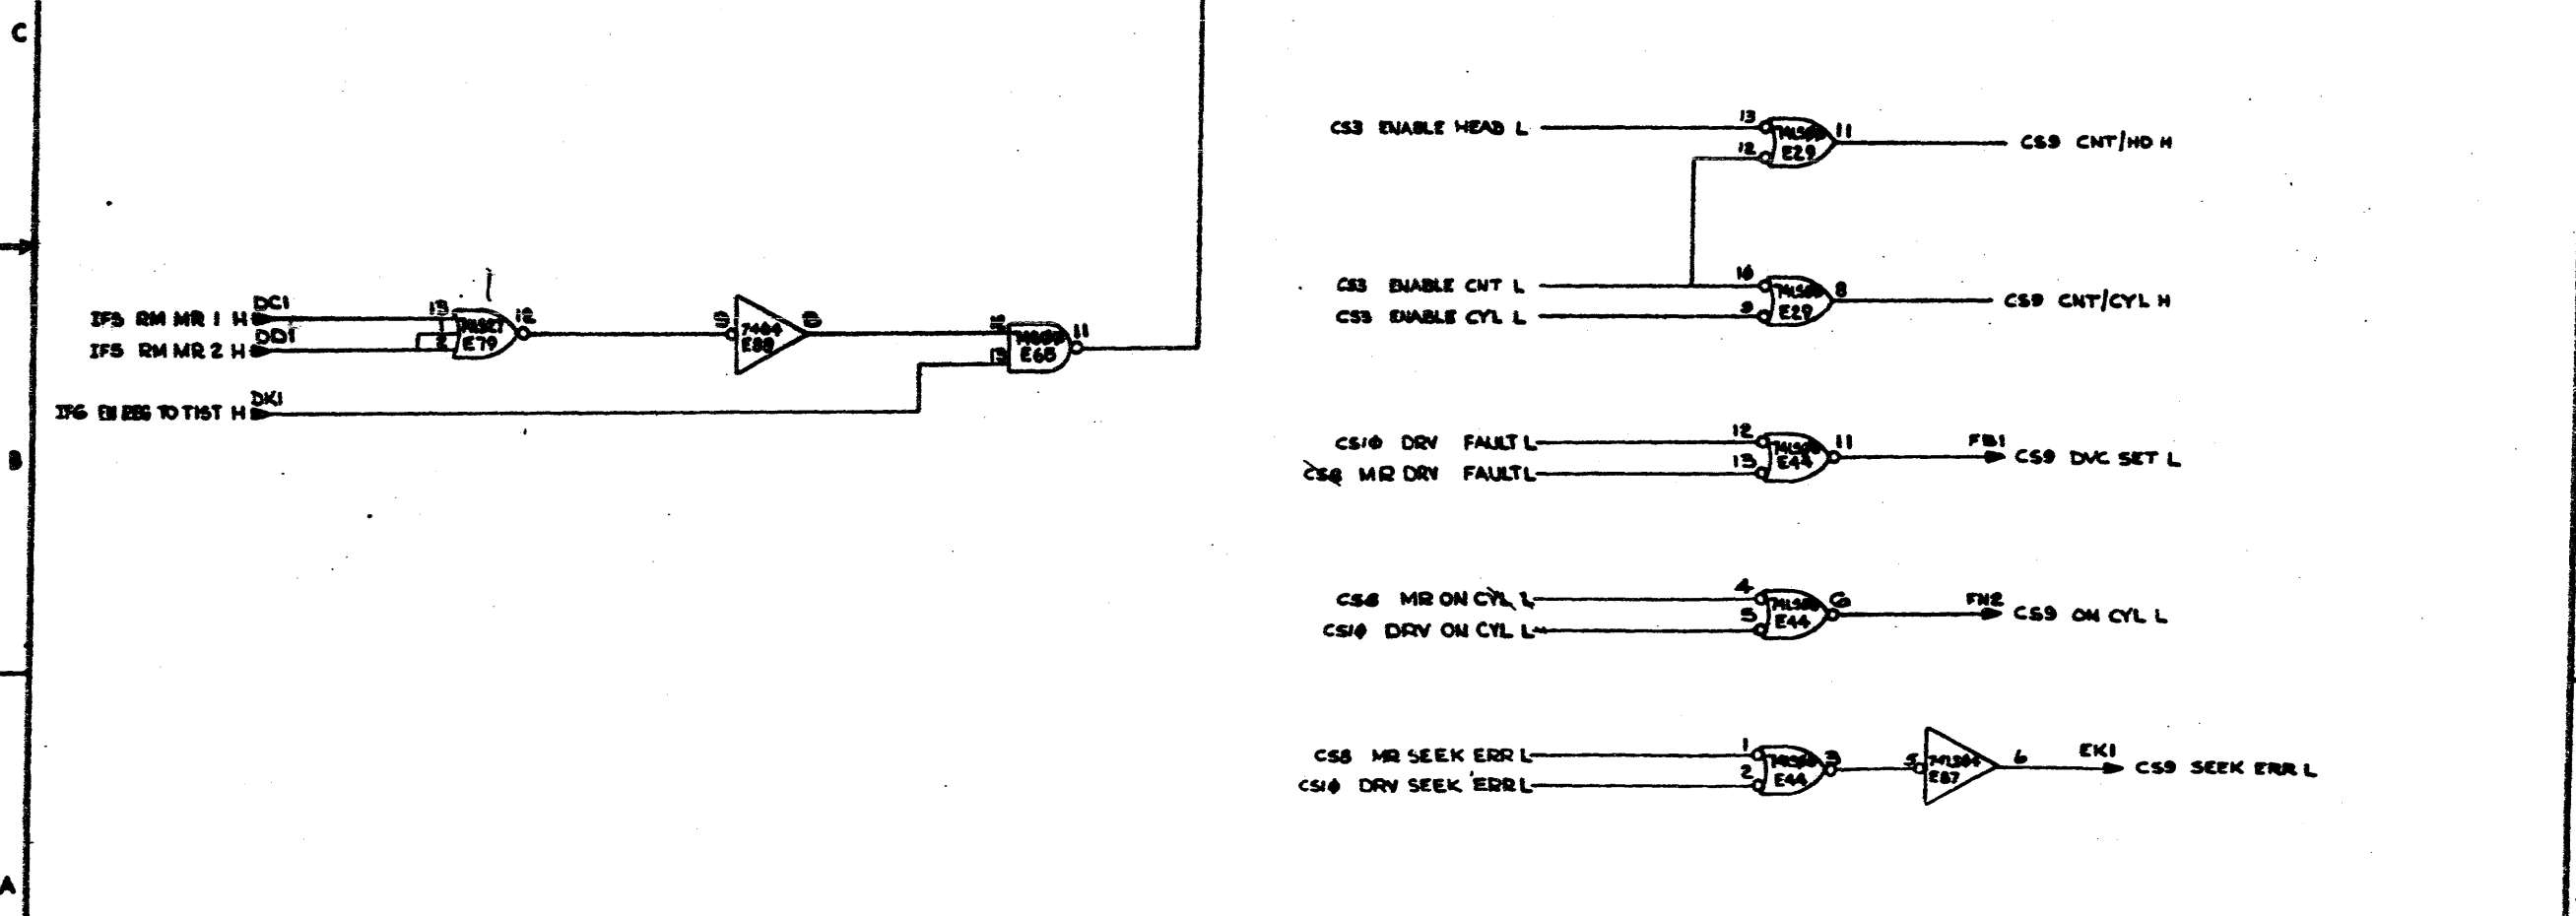 C
CS3 ENABLE HEAD L
13
12
E29
11
CS9 CNT/HD H
CS3 ENABLE CNT L
CS3 ENABLE CYL L
10
9
E29
8
CS9 CNT/CYL H
IF5 RM MR 1 H
DC1
IF5 RM MR 2 H
DD1
13
1
2
E79
12
7404
E88
11
13
E65
IF6 EN REG TO TIST H
DK1
B
CS10 DRV FAULT L
MR DRV FAULT L
12
13
E44
11
FB1
CS9 DVC SET L
MR ON CYL L
CS10 DRV ON CYL L
4
5
E44
6
FN2
CS9 ON CYL L
CS8 MR SEEK ERR L
CS10 DRV SEEK ERR L
1
2
E44
3
5
E87
6
EK1
CS9 SEEK ERR L
A